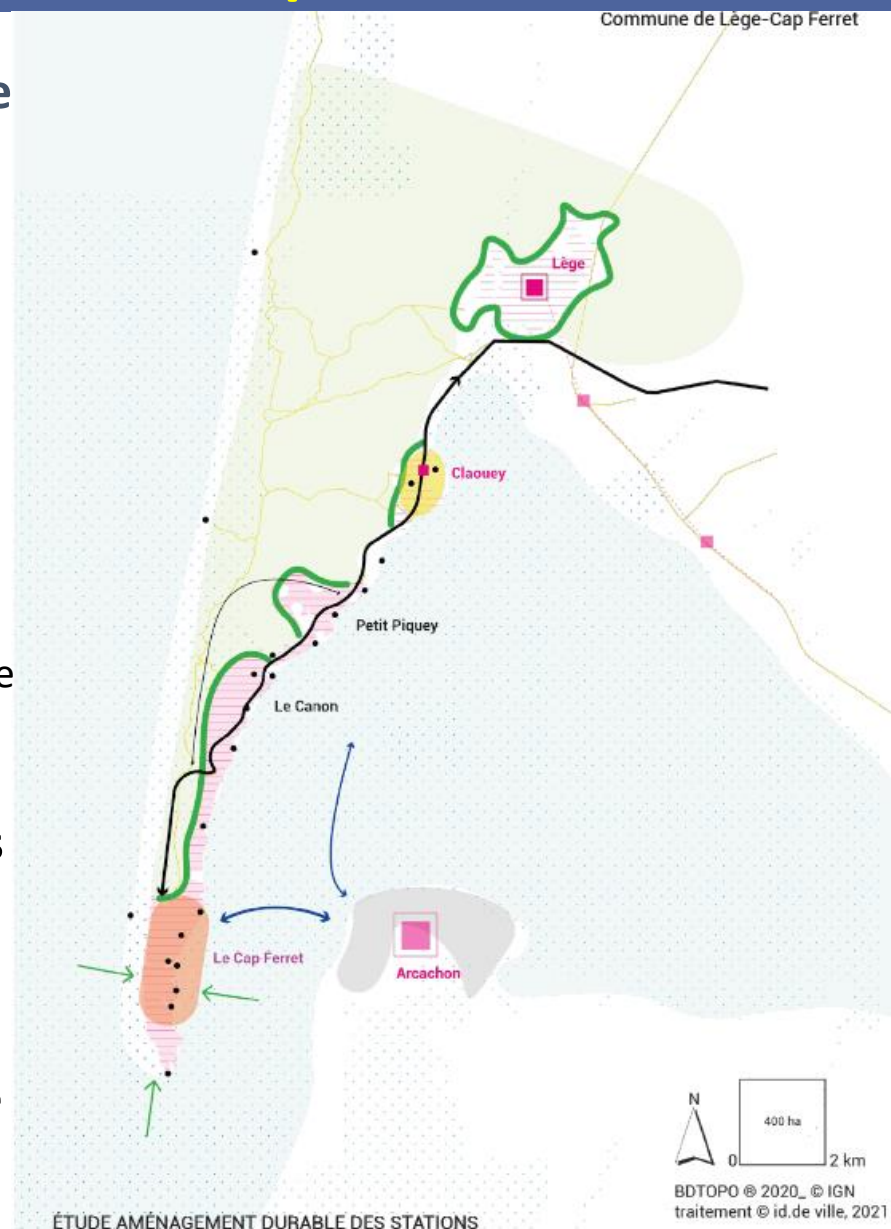 Commune de Lège-Cap Ferret
e
Lège
Claouey
Petit Piquey
e
Le Canon
Le Cap Ferret
Arcachon
N
400 ha
0
2 km
BDTOPO ® 2020_ © IGN
traitement © id.de ville, 2021
ÉTUDE AMÉNAGEMENT DURABLE DES STATIONS